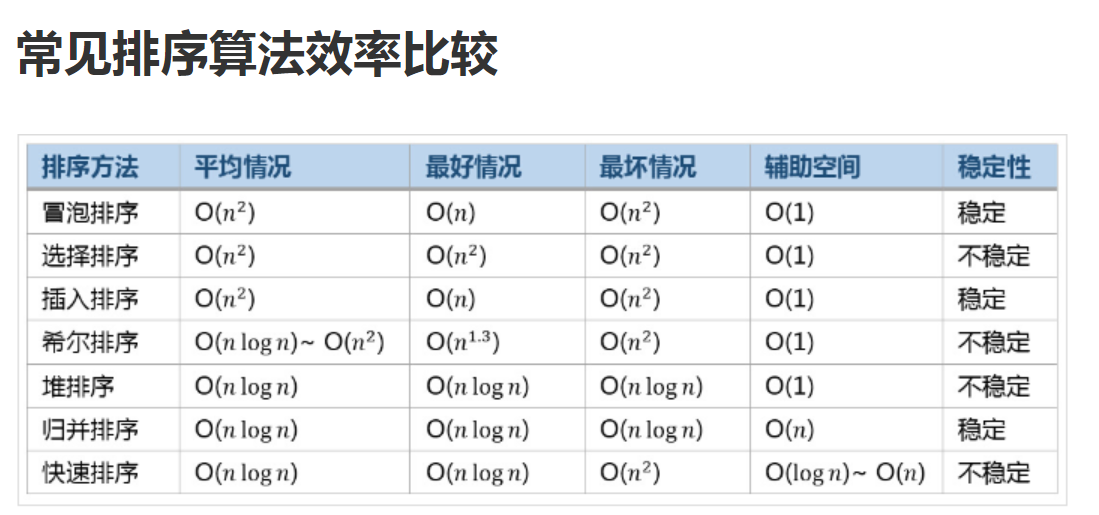 常见排序算法效率比较
排序方法 平均情况 最好情况 最坏情况 辅助空间 稳定性
冒泡排序 O(n²) O(n) O(n²) O(1) 稳定
选择排序 O(n²) O(n²) O(n²) O(1) 不稳定
插入排序 O(n²) O(n) O(n²) O(1) 稳定
希尔排序 O(n log n)~ O(n²) O(n¹·³) O(n²) O(1) 不稳定
堆排序 O(n log n) O(n log n) O(n log n) O(1) 不稳定
归并排序 O(n log n) O(n log n) O(n log n) O(n) 稳定
快速排序 O(n log n) O(n log n) O(n²) O(log n)~ O(n) 不稳定